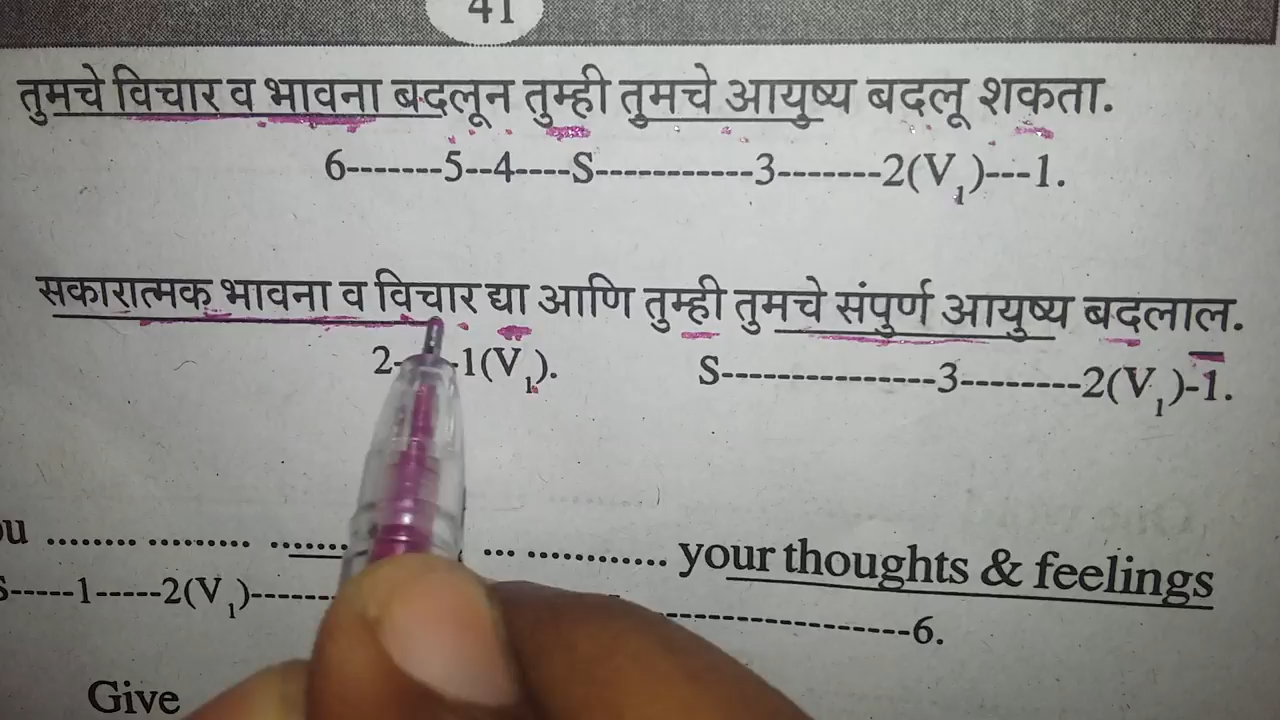 41
तुमचे विचार व भावना बदलून तुम्ही तुमचे आयुष्य बदलू शकता.
6-------5--4----S-----------3-------2(V1)---1.
सकारात्मक भावना व विचार द्या आणि तुम्ही तुमचे संपुर्ण आयुष्य बदलाल.
2- -1(V1). S---------------3--------2(V1)-1.
........ ......... ....... ... ............. your thoughts & feelings
-----1-----2(V1)------- ---------------6.
Give